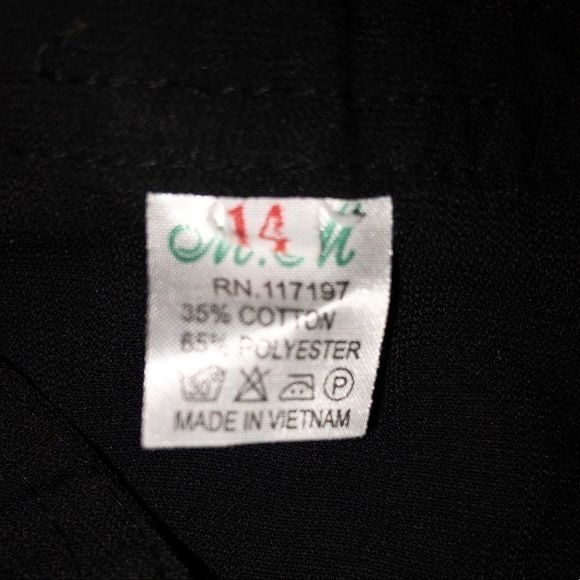 14
RN.117197
35% COTTON
65% POLYESTER
P
MADE IN VIETNAM